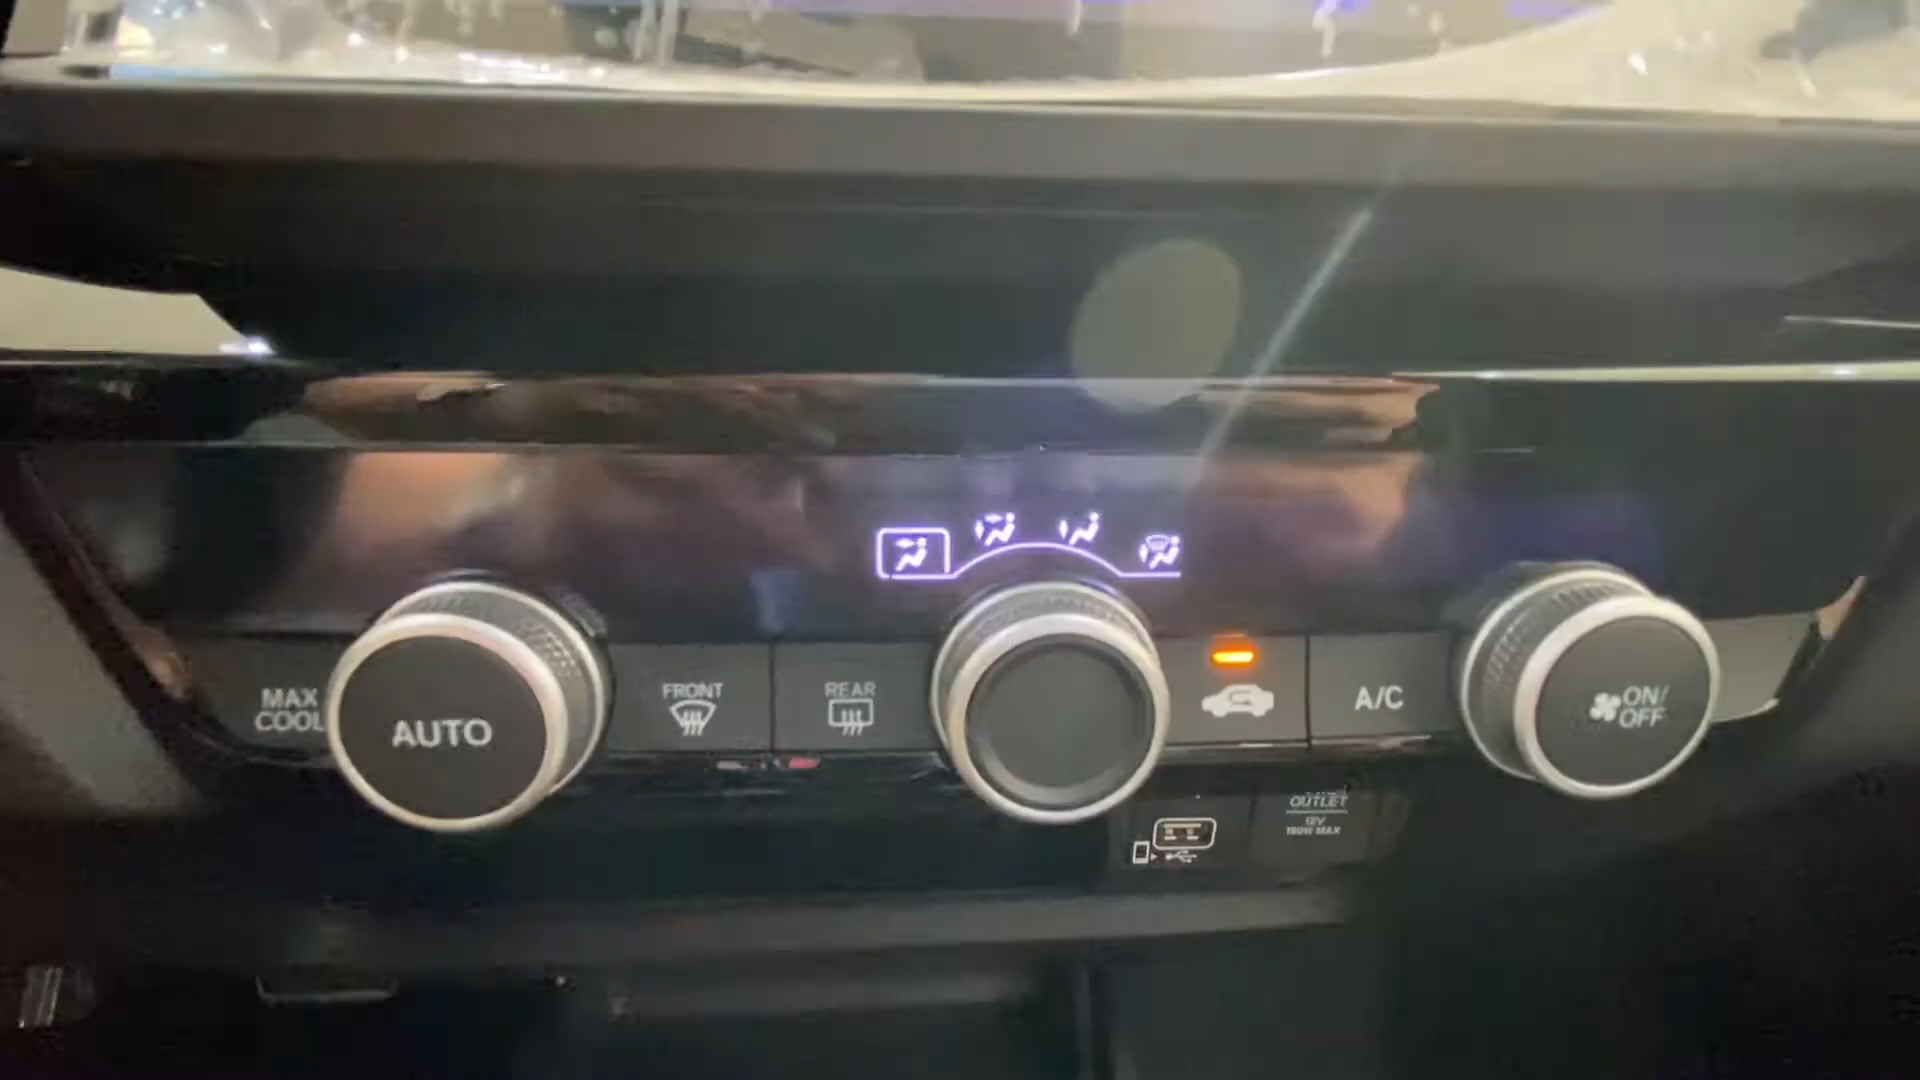 MAX
COOL
AUTO
FRONT
REAR
A/C
ON/
OFF
OUTLET
12V
180W MAX